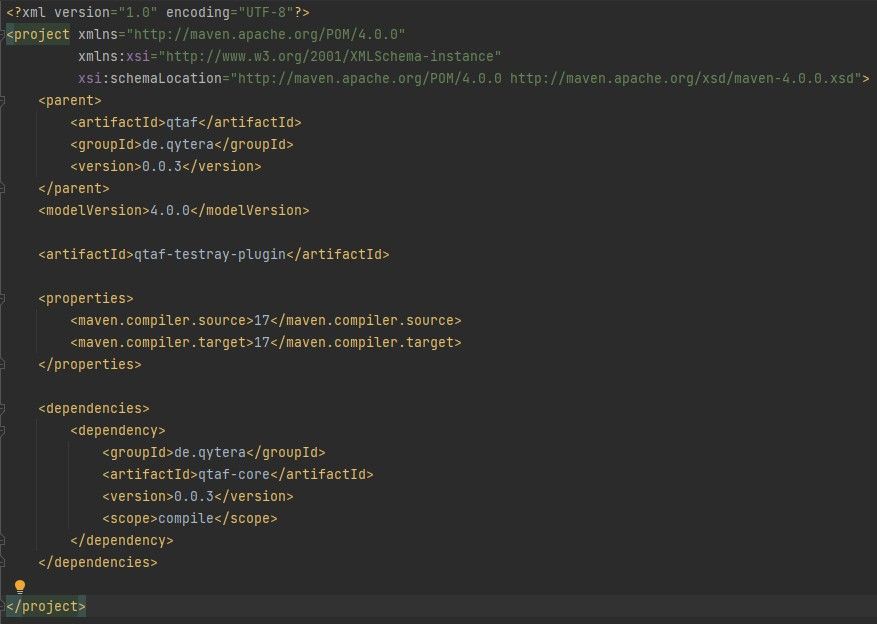 <?xml version="1.0" encoding="UTF-8"?>
<project xmlns="http://maven.apache.org/POM/4.0.0"
         xmlns:xsi="http://www.w3.org/2001/XMLSchema-instance"
         xsi:schemaLocation="http://maven.apache.org/POM/4.0.0 http://maven.apache.org/xsd/maven-4.0.0.xsd">
    <parent>
        <artifactId>qtaf</artifactId>
        <groupId>de.qytera</groupId>
        <version>0.0.3</version>
    </parent>
    <modelVersion>4.0.0</modelVersion>

    <artifactId>qtaf-testray-plugin</artifactId>

    <properties>
        <maven.compiler.source>17</maven.compiler.source>
        <maven.compiler.target>17</maven.compiler.target>
    </properties>

    <dependencies>
        <dependency>
            <groupId>de.qytera</groupId>
            <artifactId>qtaf-core</artifactId>
            <version>0.0.3</version>
            <scope>compile</scope>
        </dependency>
    </dependencies>

</project>